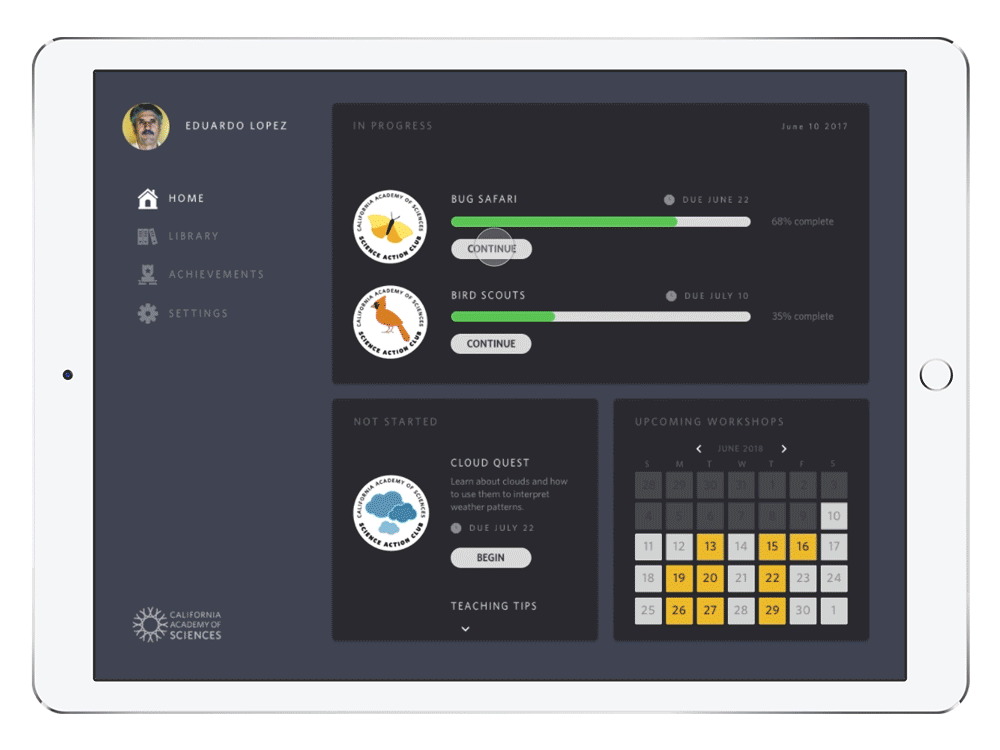 EDUARDO LOPEZ
HOME
LIBRARY
ACHIEVEMENTS
SETTINGS
CALIFORNIA
ACADEMY OF
SCIENCES
IN PROGRESS
June 10 2017
CALIFORNIA ACADEMY OF SCIENCES
SCIENCE ACTION CLUB
BUG SAFARI
DUE JUNE 22
68% complete
CONTINUE
CALIFORNIA ACADEMY OF SCIENCES
SCIENCE ACTION CLUB
BIRD SCOUTS
DUE JULY 10
35% complete
CONTINUE
NOT STARTED
CALIFORNIA ACADEMY OF SCIENCES
SCIENCE ACTION CLUB
CLOUD QUEST
Learn about clouds and how
to use them to interpret
weather patterns.
DUE JULY 22
BEGIN
TEACHING TIPS
UPCOMING WORKSHOPS
JUNE 2018
S M T W T F S
28 29 30 31 1 2 3
4 5 6 7 8 9 10
11 12 13 14 15 16 17
18 19 20 21 22 23 24
25 26 27 28 29 30 1